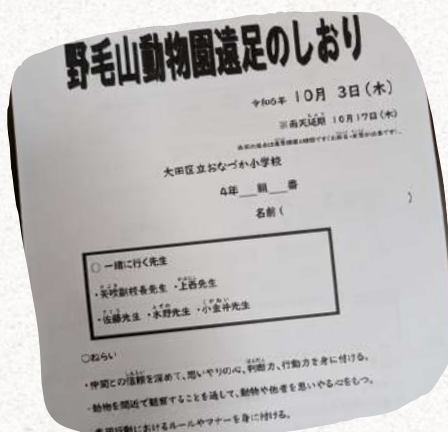 野毛山動物園遠足のしおり
令和6年 10月 3日(木)
※雨天延期 10月17日(木)
大田区立おなづか小学校
4年＿＿組＿＿番
名前( )
○ 一緒に行く先生
・矢吹副校長先生 ・上西先生
・佐藤先生 ・水野先生 ・小金井先生
○ねらい
・仲間との信頼を深めて、思いやりの心、判断力、行動力を身に付ける。
・動物を間近で観察することを通して、動物や他者を思いやる心をもつ。
行動におけるルールやマナーを身に付ける。